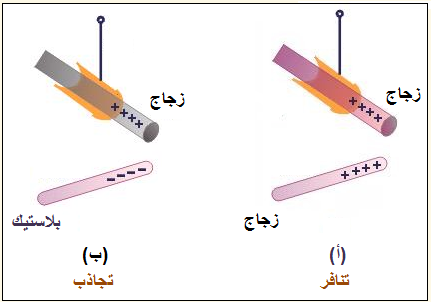 زجاج
++++
++++
زجاج
(أ)
تنافر
زجاج
++++
----
بلاستيك
(ب)
تجاذب